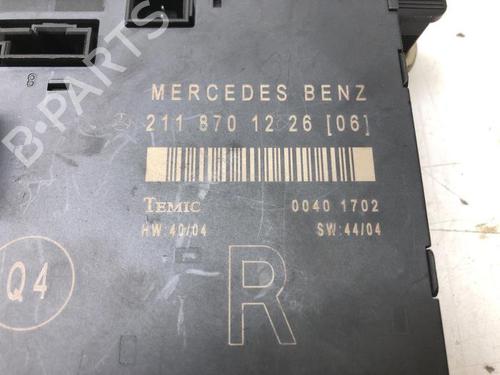 B-PARTS
MERCEDES BENZ
211 870 12 26 [06]
TEMIC 0040 1702
HW:40/04 SW:44/04
Q4
R